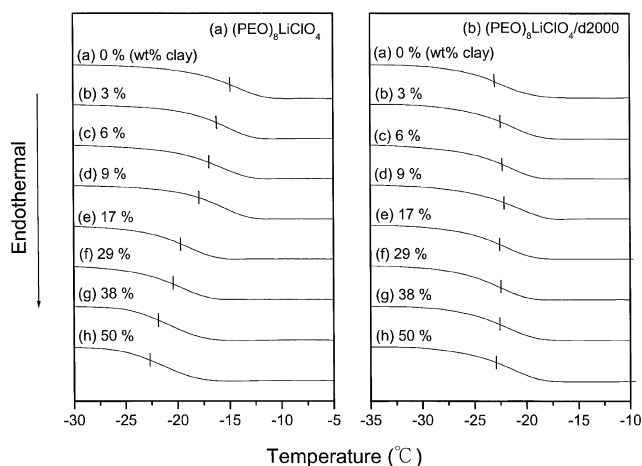 (a) (PEO)₈LiClO₄
(a) 0 % (wt% clay)
(b) 3 %
(c) 6 %
(d) 9 %
(e) 17 %
(f) 29 %
(g) 38 %
(h) 50 %
-30 -25 -20 -15 -10 -5
(b) (PEO)₈LiClO₄/d2000
(a) 0 % (wt% clay)
(b) 3 %
(c) 6 %
(d) 9 %
(e) 17 %
(f) 29 %
(g) 38 %
(h) 50 %
-35 -30 -25 -20 -15 -10
Endothermal
Temperature (℃)